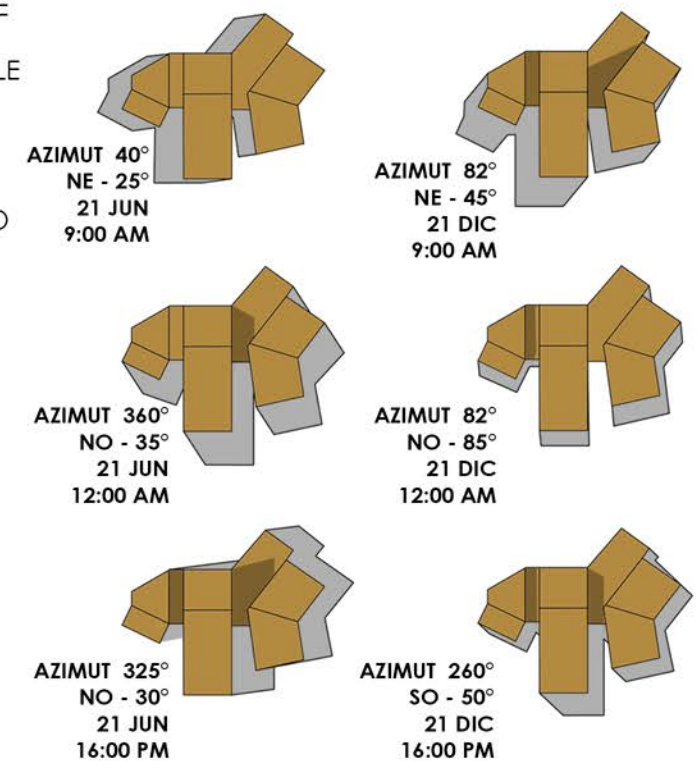 LE
AZIMUT 40°
NE - 25°
21 JUN
9:00 AM
AZIMUT 82°
NE - 45°
21 DIC
9:00 AM
AZIMUT 360°
NO - 35°
21 JUN
12:00 AM
AZIMUT 82°
NO - 85°
21 DIC
12:00 AM
AZIMUT 325°
NO - 30°
21 JUN
16:00 PM
AZIMUT 260°
SO - 50°
21 DIC
16:00 PM